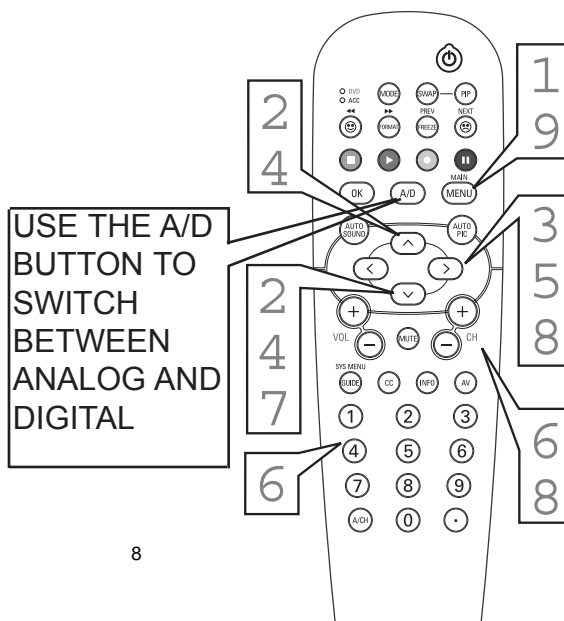 DVD
ACC
MODE
SWAP
PIP
PREV
NEXT
FORMAT
FREEZE
MAIN
OK
A/D
MENU
AUTO
SOUND
AUTO
PIC
VOL
MUTE
CH
SYS MENU
GUIDE
CC
INFO
AV
1
2
3
4
5
6
7
8
9
A/CH
0
.
2
4
1
9
USE THE A/D
BUTTON TO
SWITCH
BETWEEN
ANALOG AND
DIGITAL
3
5
8
2
4
7
6
6
8
8